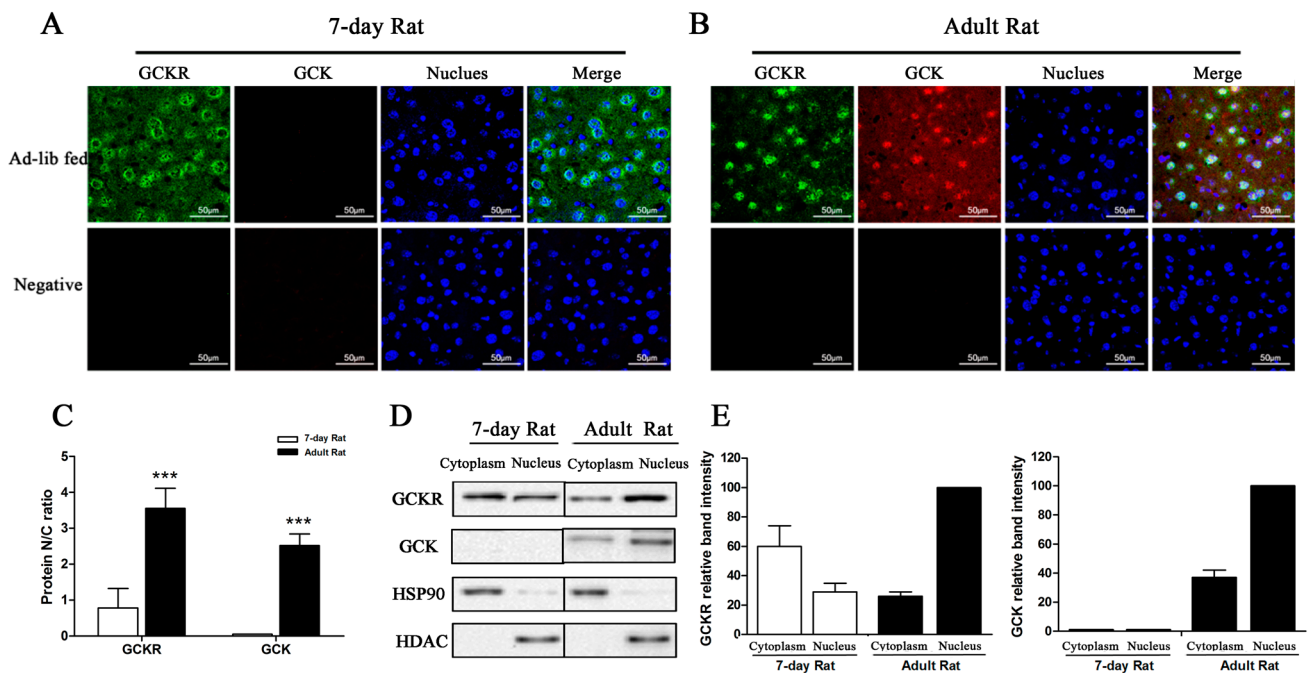 A
7-day Rat
B
Adult Rat
GCKR GCK Nuclues Merge
GCKR GCK Nuclues Merge
Ad-lib fed
50μm 50μm 50μm 50μm
50μm 50μm 50μm 50μm
Negative
50μm 50μm 50μm 50μm
50μm 50μm 50μm 50μm
C
7-day Rat
Adult Rat
Protein N/C ratio
5
4
3
2
1
0
***
***
GCKR GCK
D
7-day Rat Adult Rat
Cytoplasm Nucleus Cytoplasm Nucleus
GCKR
GCK
HSP90
HDAC
E
GCKR relative band intensity
120
100
80
60
40
20
0
Cytoplasm Nucleus Cytoplasm Nucleus
7-day Rat Adult Rat
GCK relative band intensity
120
100
80
60
40
20
0
Cytoplasm Nucleus Cytoplasm Nucleus
7-day Rat Adult Rat